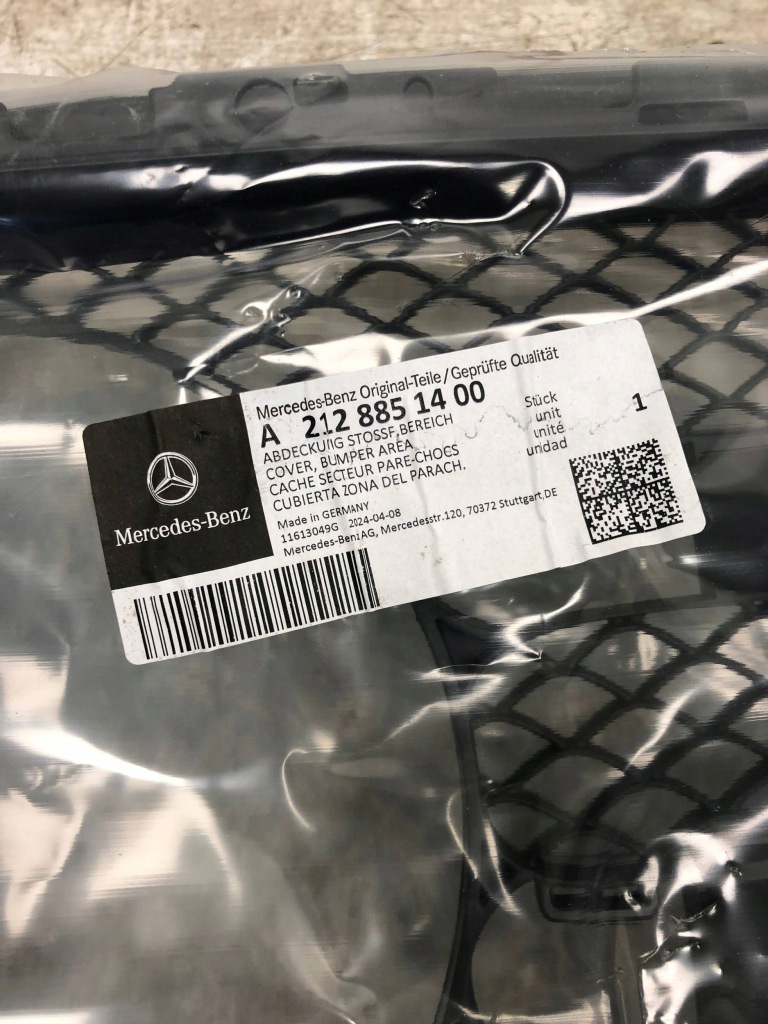 Mercedes-Benz
Mercedes-Benz Original-Teile/Geprüfte Qualität
A 212 885 14 00
ABDECKUNG STOSSF.BEREICH
COVER, BUMPER AREA
CACHE SECTEUR PARE-CHOCS
CUBIERTA ZONA DEL PARACH.
Made in GERMANY
11613049G 2024-04-08
Mercedes-Benz AG, Mercedesstr.120, 70372 Stuttgart,DE
Stück
unit
unité
unidad
1